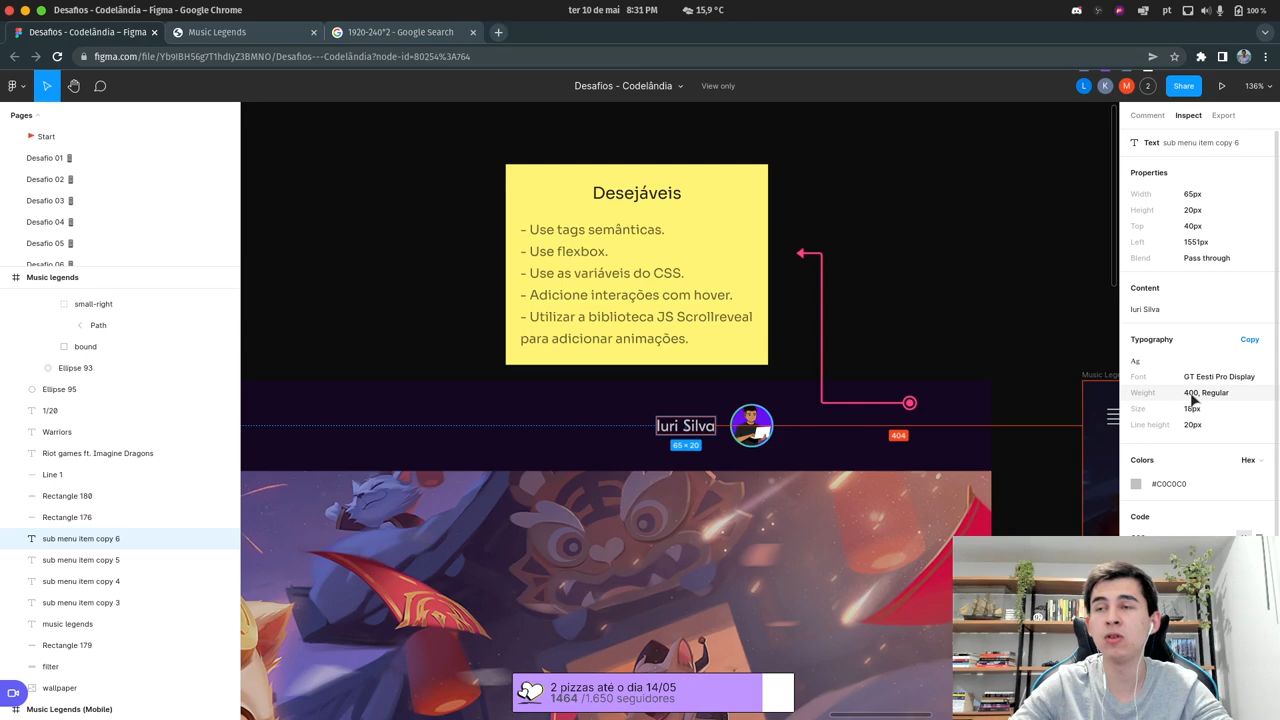 Desafios - Codelândia – Figma - Google Chrome
ter 10 de mai 8:31 PM
15,9 °C
pt
100 %
Desafios - Codelândia – Figma
Music Legends
1920-240*2 - Google Search
figma.com/file/Yb9IBH56g7T1hdIyZ3BMNO/Desafios---Codelândia?node-id=80254%3A764
Desafios - Codelândia
View only
L
K
M
2
Share
136%
Pages
Start
Desafio 01
Desafio 02
Desafio 03
Desafio 04
Desafio 05
Desafio 06
Music legends
small-right
Path
bound
Ellipse 93
Ellipse 95
1/20
Warriors
Riot games ft. Imagine Dragons
Line 1
Rectangle 180
Rectangle 176
sub menu item copy 6
sub menu item copy 5
sub menu item copy 4
sub menu item copy 3
music legends
Rectangle 179
filter
wallpaper
Music Legends (Mobile)
Desejáveis
- Use tags semânticas.
- Use flexbox.
- Use as variáveis do CSS.
- Adicione interações com hover.
- Utilizar a biblioteca JS Scrollreveal
para adicionar animações.
Music Leg
Iuri Silva
65 × 20
404
2 pizzas até o dia 14/05
1464 /1.650 seguidores
Comment
Inspect
Export
Text sub menu item copy 6
Properties
Width 65px
Height 20px
Top 40px
Left 1551px
Blend Pass through
Content
Iuri Silva
Typography
Copy
Ag
Font GT Eesti Pro Display
Weight 400, Regular
Size 18px
Line height 20px
Colors
Hex
#C0C0C0
Code